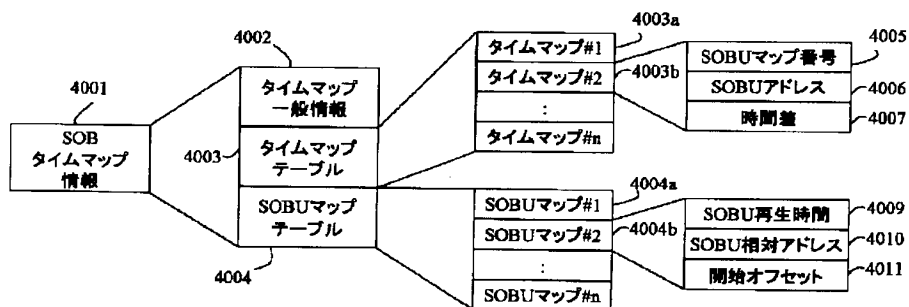 4001
SOB
タイムマップ
情報
4002
タイムマップ
一般情報
4003
タイムマップ
テーブル
SOBUマップ
テーブル
4004
4003a
タイムマップ#1
タイムマップ#2
4003b
:
タイムマップ#n
4005
SOBUマップ番号
SOBUアドレス
4006
時間差
4007
4004a
SOBUマップ#1
SOBUマップ#2
4004b
:
SOBUマップ#n
SOBU再生時間
4009
SOBU相対アドレス
4010
開始オフセット
4011